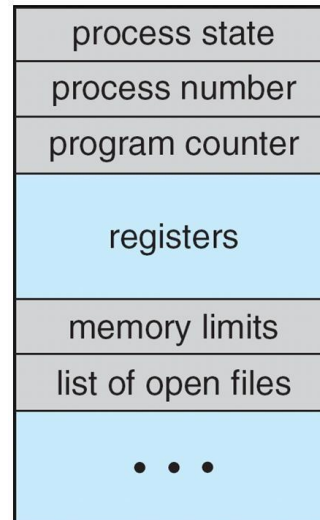 process state
process number
program counter
registers
memory limits
list of open files
• • •